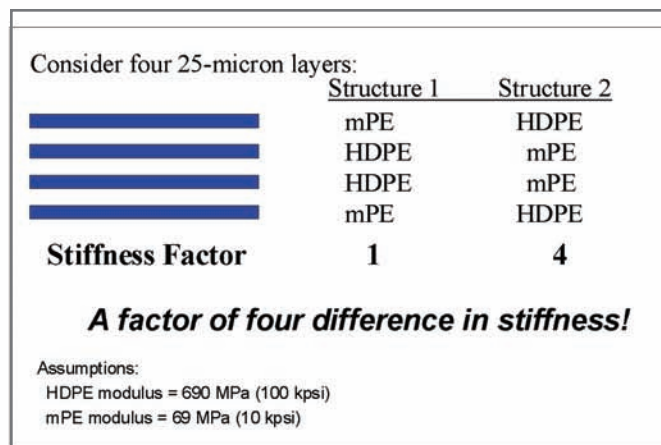 Consider four 25-micron layers:
Structure 1 Structure 2
mPE HDPE
HDPE mPE
HDPE mPE
mPE HDPE
Stiffness Factor 1 4
A factor of four difference in stiffness!
Assumptions:
HDPE modulus = 690 MPa (100 kpsi)
mPE modulus = 69 MPa (10 kpsi)